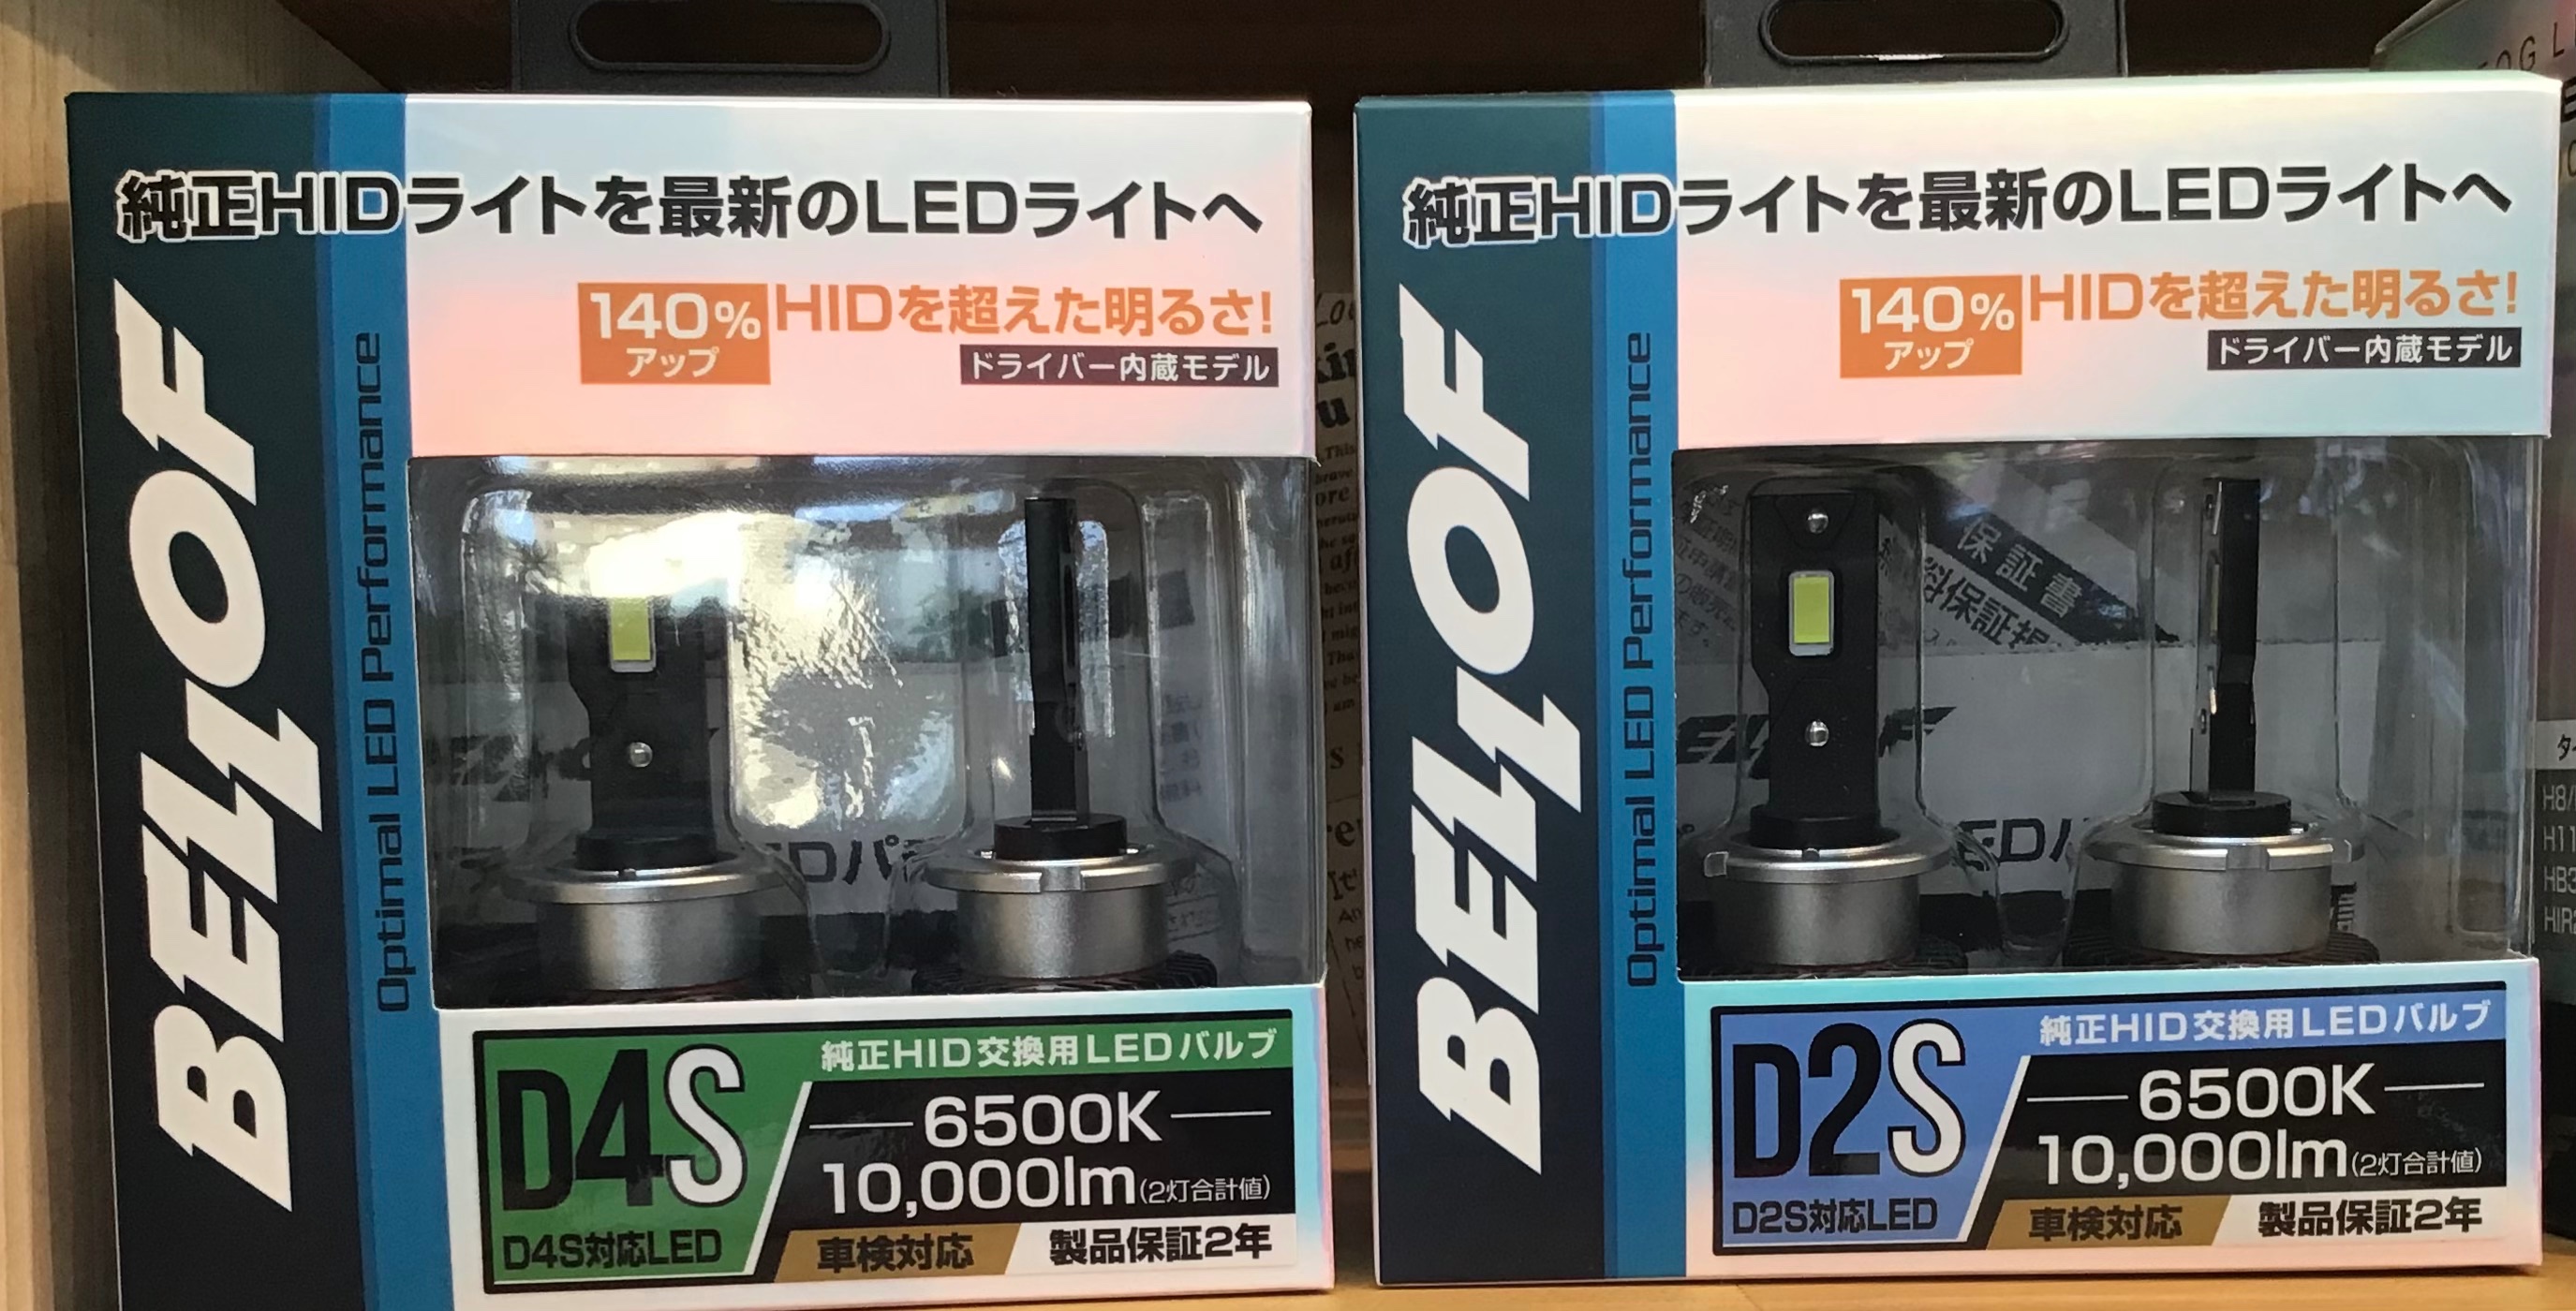 純正HIDライトを最新のLEDライトへ
140%アップ
HIDを超えた明るさ!
ドライバー内蔵モデル
BELLOF
Optimal LED Performance
D4S
D4S対応LED
純正HID交換用LEDバルブ
6500K
10,000lm(2灯合計値)
車検対応
製品保証2年
純正HIDライトを最新のLEDライトへ
140%アップ
HIDを超えた明るさ!
ドライバー内蔵モデル
BELLOF
Optimal LED Performance
保証書
D2S
D2S対応LED
純正HID交換用LEDバルブ
6500K
10,000lm(2灯合計値)
車検対応
製品保証2年